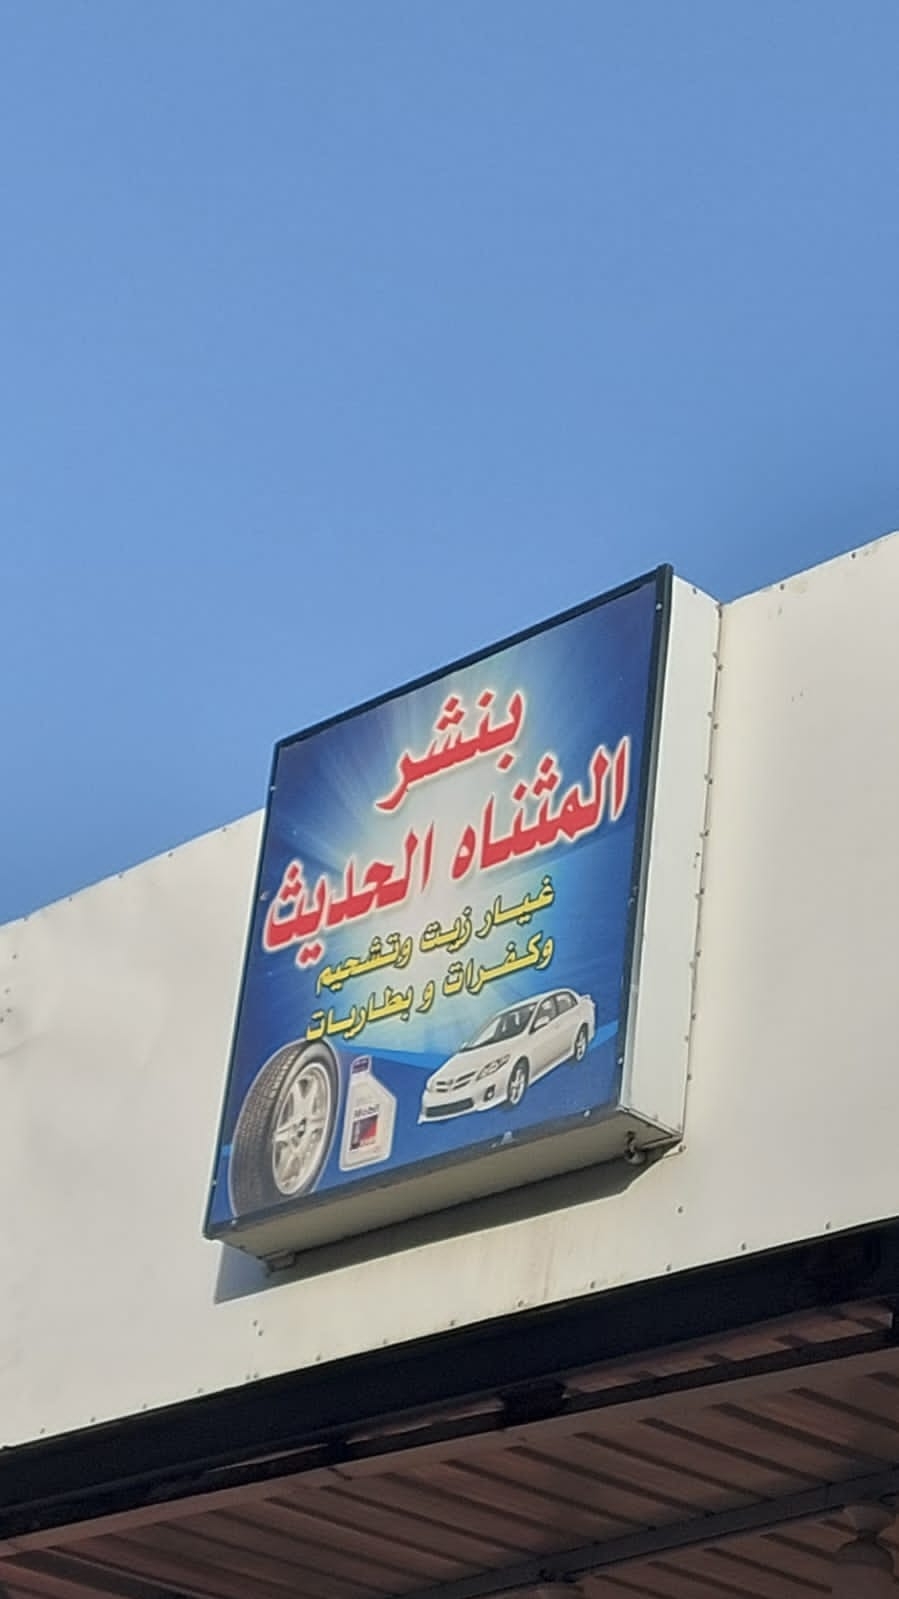 بنشر
المثناه الحديث
غيار زيت وتشحيم
وكفرات و بطاريات
Mobil